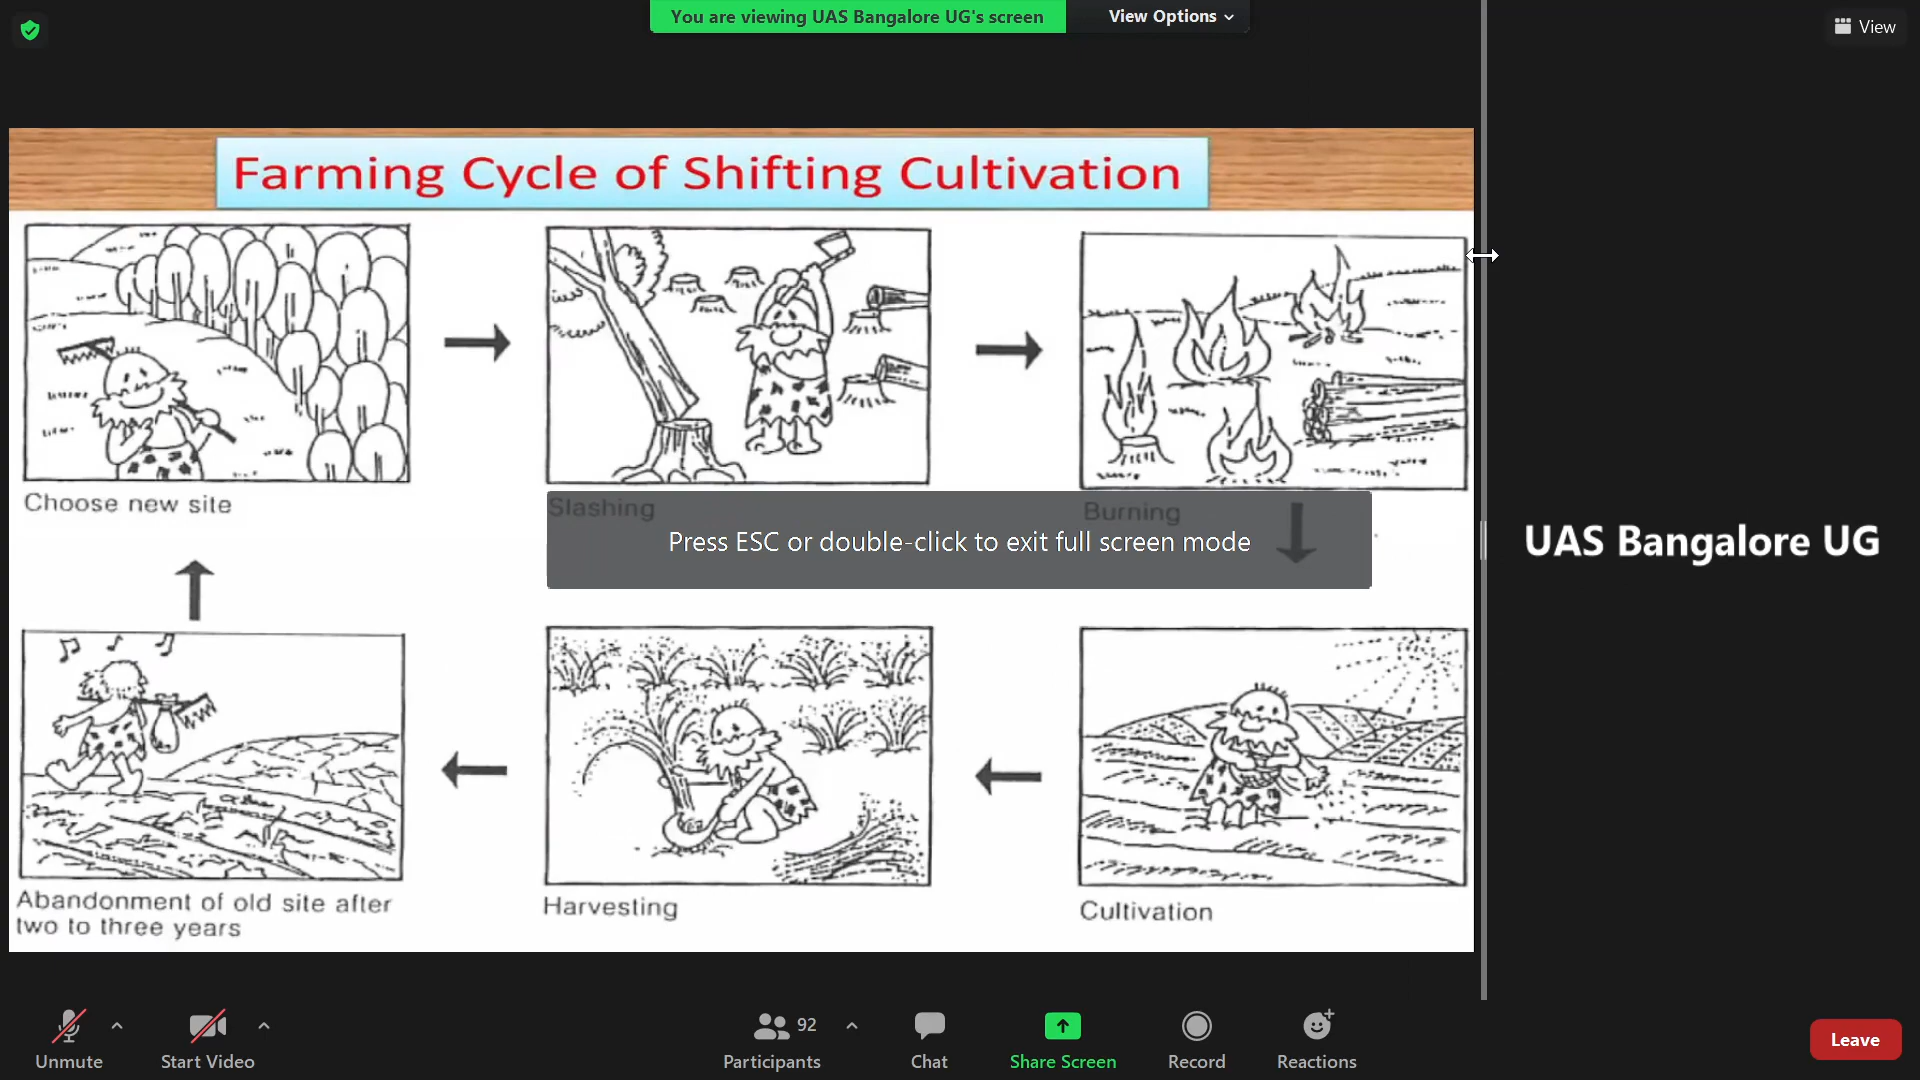 You are viewing UAS Bangalore UG's screen
View Options
View
Farming Cycle of Shifting Cultivation
Choose new site
Slashing
Burning
Press ESC or double-click to exit full screen mode
UAS Bangalore UG
Abandonment of old site after
two to three years
Harvesting
Cultivation
Unmute
Start Video
92
Participants
Chat
Share Screen
Record
Reactions
Leave